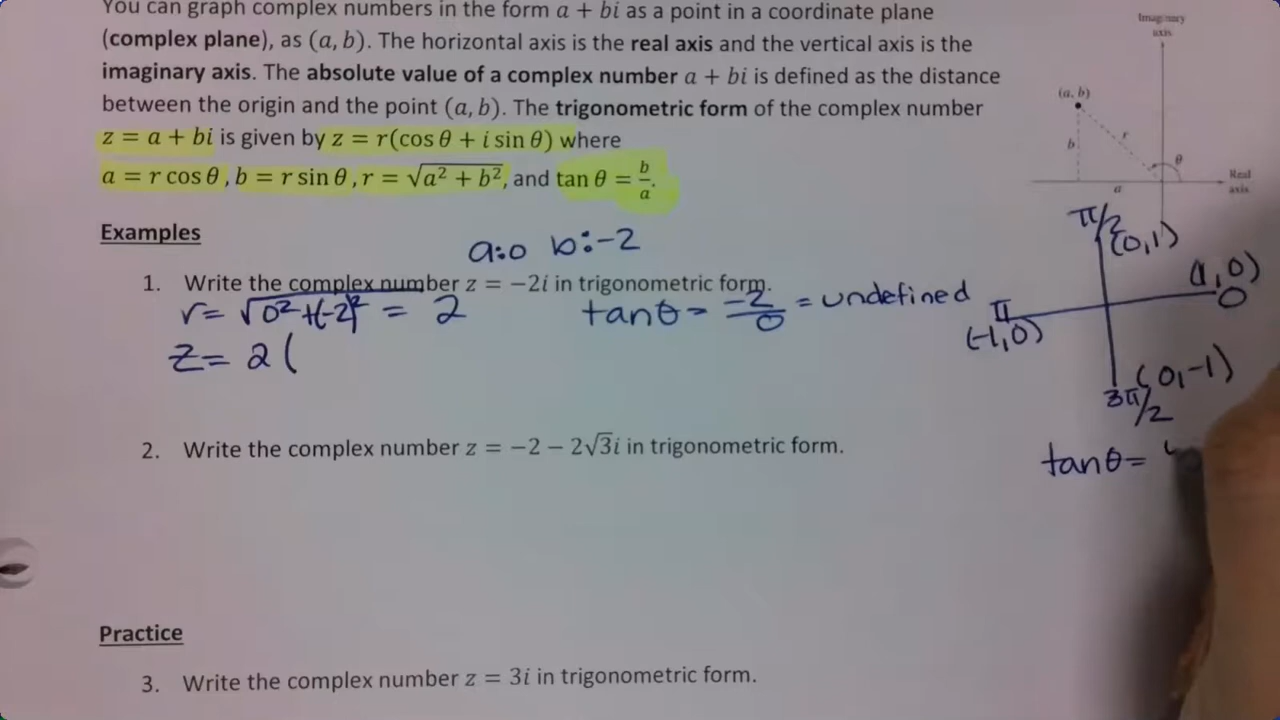 You can graph complex numbers in the form a + bi as a point in a coordinate plane
(complex plane), as (a, b). The horizontal axis is the real axis and the vertical axis is the
imaginary axis. The absolute value of a complex number a + bi is defined as the distance
between the origin and the point (a, b). The trigonometric form of the complex number
z = a + bi is given by z = r(cos θ + i sin θ) where
a = r cos θ , b = r sin θ , r = √(a² + b²), and tan θ = b/a.
Imaginary
axis
(a, b)
r
b
θ
a
Real
axis
Examples
a:0 b:-2
1. Write the complex number z = −2i in trigonometric form.
r = √(0²+(-2)²) = 2
tanθ = -2/0 = undefined
z = 2 (
π/2
(0,1)
(1,0)
0
π
(-1,0)
(0,-1)
3π/2
tanθ=
2. Write the complex number z = −2 − 2√3i in trigonometric form.
Practice
3. Write the complex number z = 3i in trigonometric form.